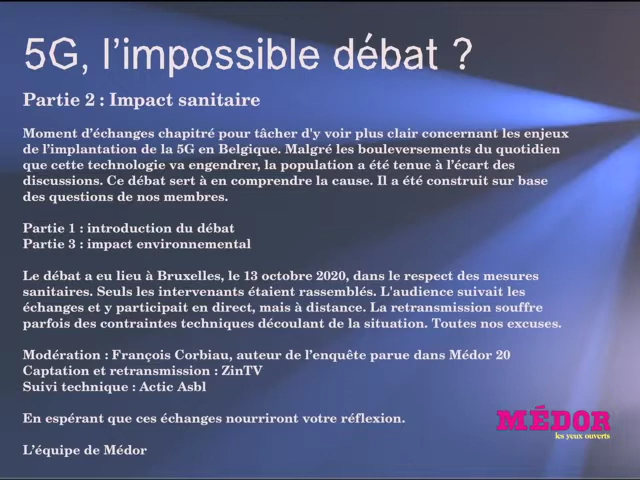 5G, l’impossible débat ?
Partie 2 : Impact sanitaire
Moment d’échanges chapitré pour tâcher d'y voir plus clair concernant les enjeux
de l’implantation de la 5G en Belgique. Malgré les bouleversements du quotidien
que cette technologie va engendrer, la population a été tenue à l’écart des
discussions. Ce débat sert à en comprendre la cause. Il a été construit sur base
des questions de nos membres.
Partie 1 : introduction du débat
Partie 3 : impact environnemental
Le débat a eu lieu à Bruxelles, le 13 octobre 2020, dans le respect des mesures
sanitaires. Seuls les intervenants étaient rassemblés. L'audience suivait les
échanges et y participait en direct, mais à distance. La retransmission souffre
parfois des contraintes techniques découlant de la situation. Toutes nos excuses.
Modération : François Corbiau, auteur de l’enquête parue dans Médor 20
Captation et retransmission : ZinTV
Suivi technique : Actic Asbl
En espérant que ces échanges nourriront votre réflexion.
L’équipe de Médor
MÉDOR
les yeux ouverts